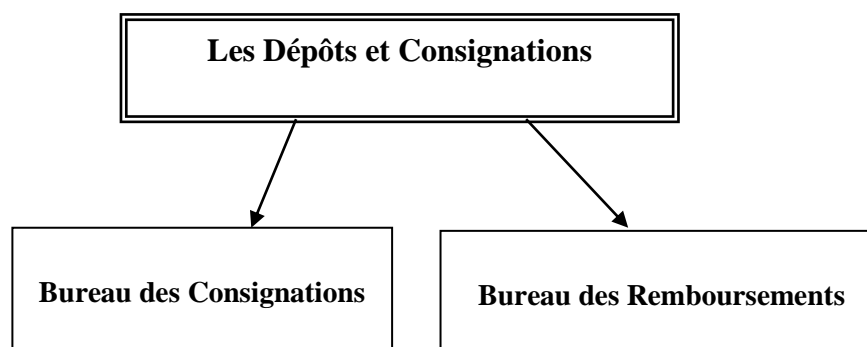 Les Dépôts et Consignations
Bureau des Consignations
Bureau des Remboursements